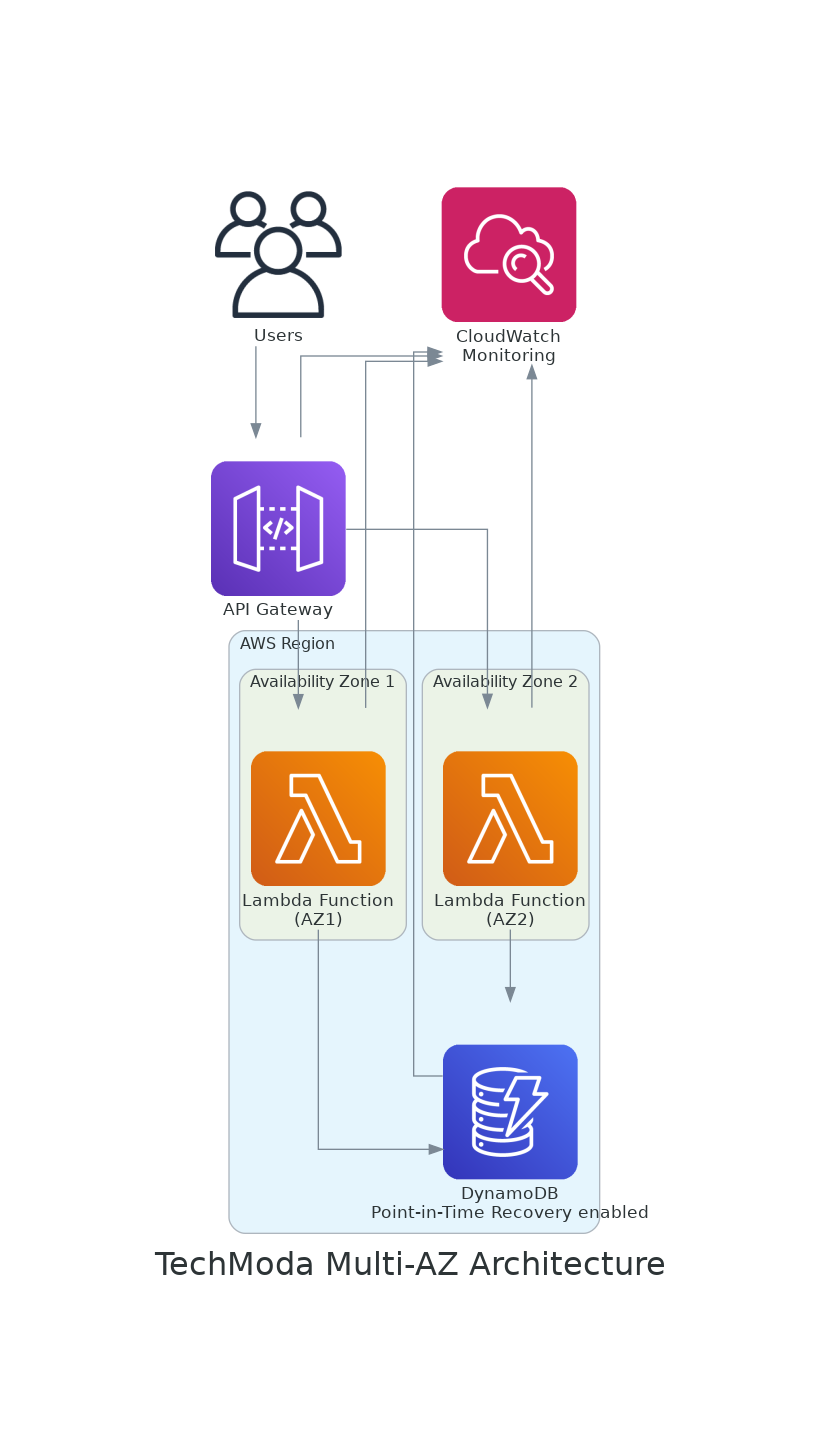 Users
CloudWatch
Monitoring
API Gateway
AWS Region
Availability Zone 1
Availability Zone 2
Lambda Function
(AZ1)
Lambda Function
(AZ2)
DynamoDB
Point-in-Time Recovery enabled
TechModa Multi-AZ Architecture